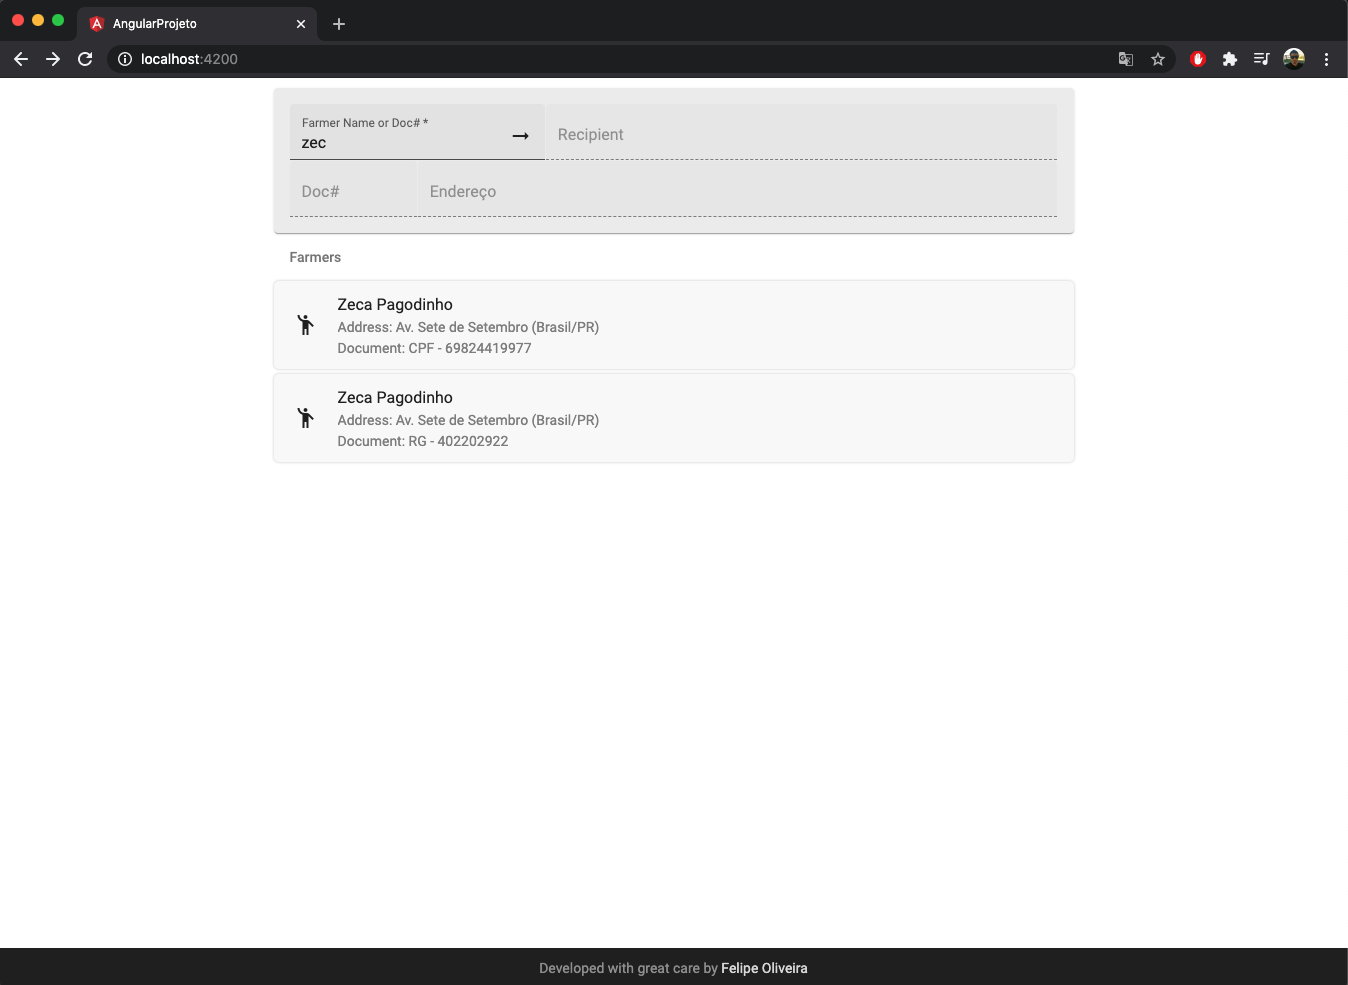 AngularProjeto
localhost:4200
Farmer Name or Doc# *
zec
Recipient
Doc#
Endereço
Farmers
Zeca Pagodinho
Address: Av. Sete de Setembro (Brasil/PR)
Document: CPF - 69824419977
Zeca Pagodinho
Address: Av. Sete de Setembro (Brasil/PR)
Document: RG - 402202922
Developed with great care by Felipe Oliveira